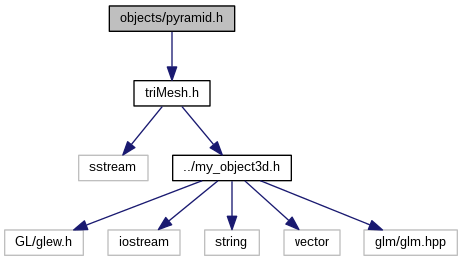 objects/pyramid.h
triMesh.h
sstream
../my_object3d.h
GL/glew.h
iostream
string
vector
glm/glm.hpp